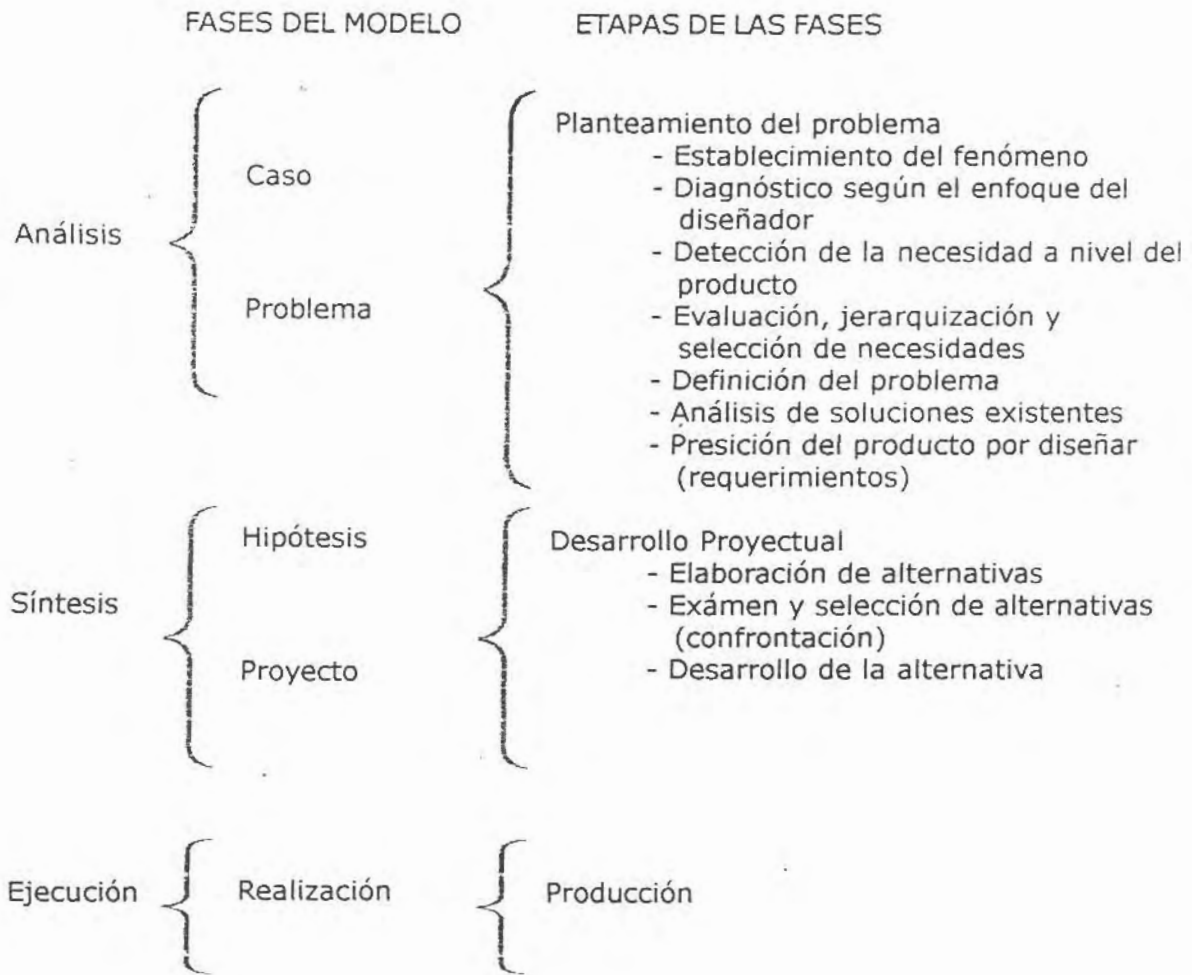 FASES DEL MODELO
ETAPAS DE LAS FASES
Análisis
Caso
Problema
Planteamiento del problema
- Establecimiento del fenómeno
- Diagnóstico según el enfoque del
diseñador
- Detección de la necesidad a nivel del
producto
- Evaluación, jerarquización y
selección de necesidades
- Definición del problema
- Análisis de soluciones existentes
- Presición del producto por diseñar
(requerimientos)
Síntesis
Hipótesis
Proyecto
Desarrollo Proyectual
- Elaboración de alternativas
- Exámen y selección de alternativas
(confrontación)
- Desarrollo de la alternativa
Ejecución
Realización
Producción